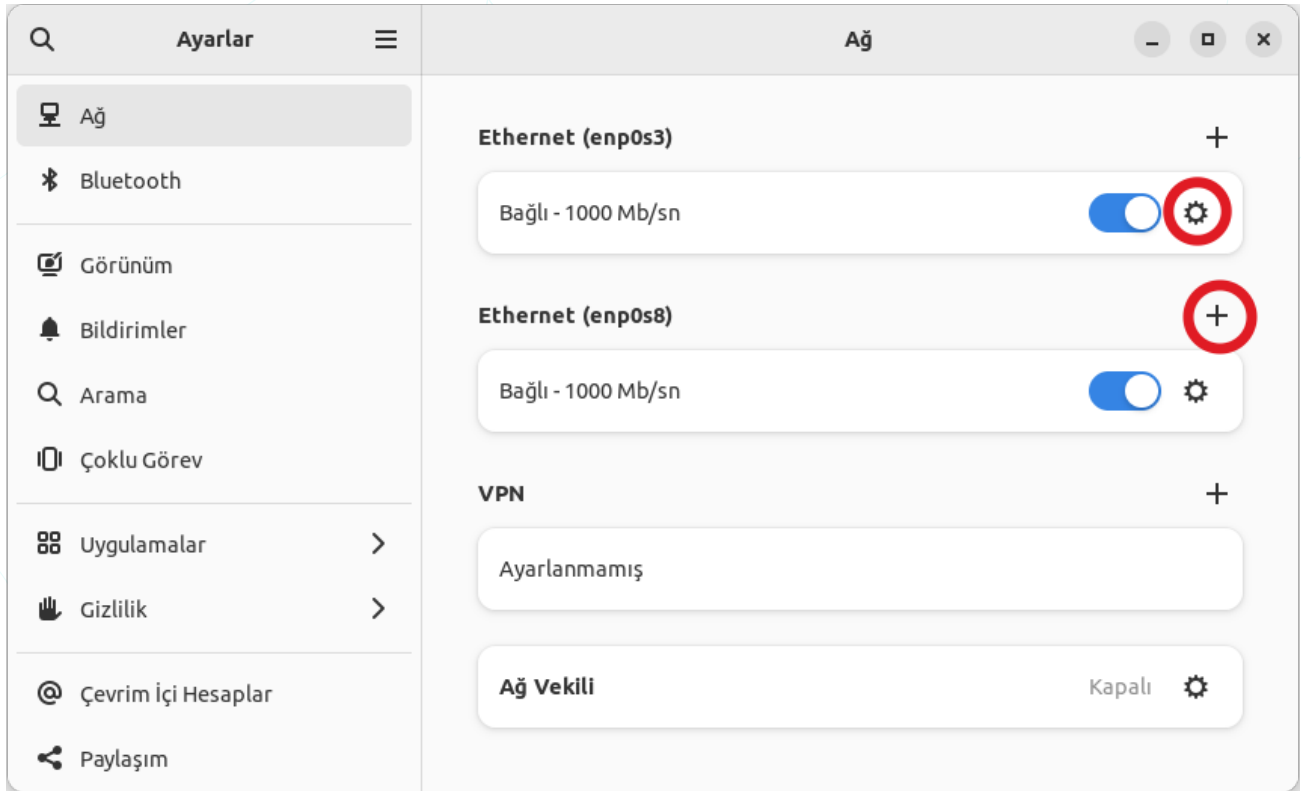 Ayarlar
Ağ
Bluetooth
Görünüm
Bildirimler
Arama
Çoklu Görev
Uygulamalar
Gizlilik
Çevrim İçi Hesaplar
Paylaşım
Ağ
Ethernet (enp0s3)
Bağlı - 1000 Mb/sn
Ethernet (enp0s8)
Bağlı - 1000 Mb/sn
VPN
Ayarlanmamış
Ağ Vekili Kapalı